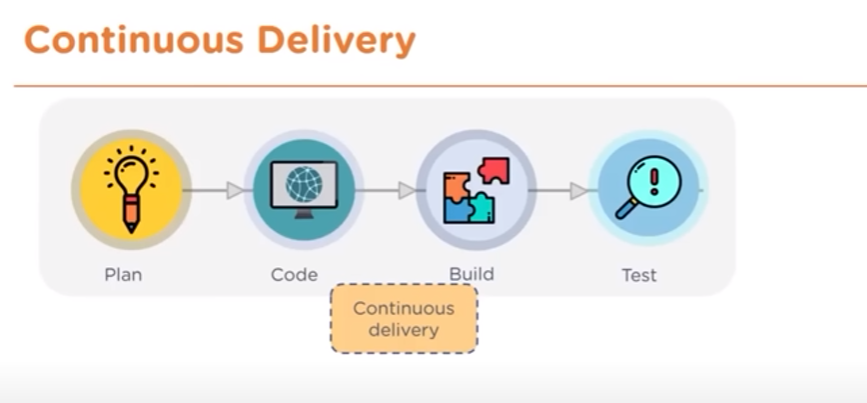 Continuous Delivery
Plan
Code
Build
Test
Continuous
delivery